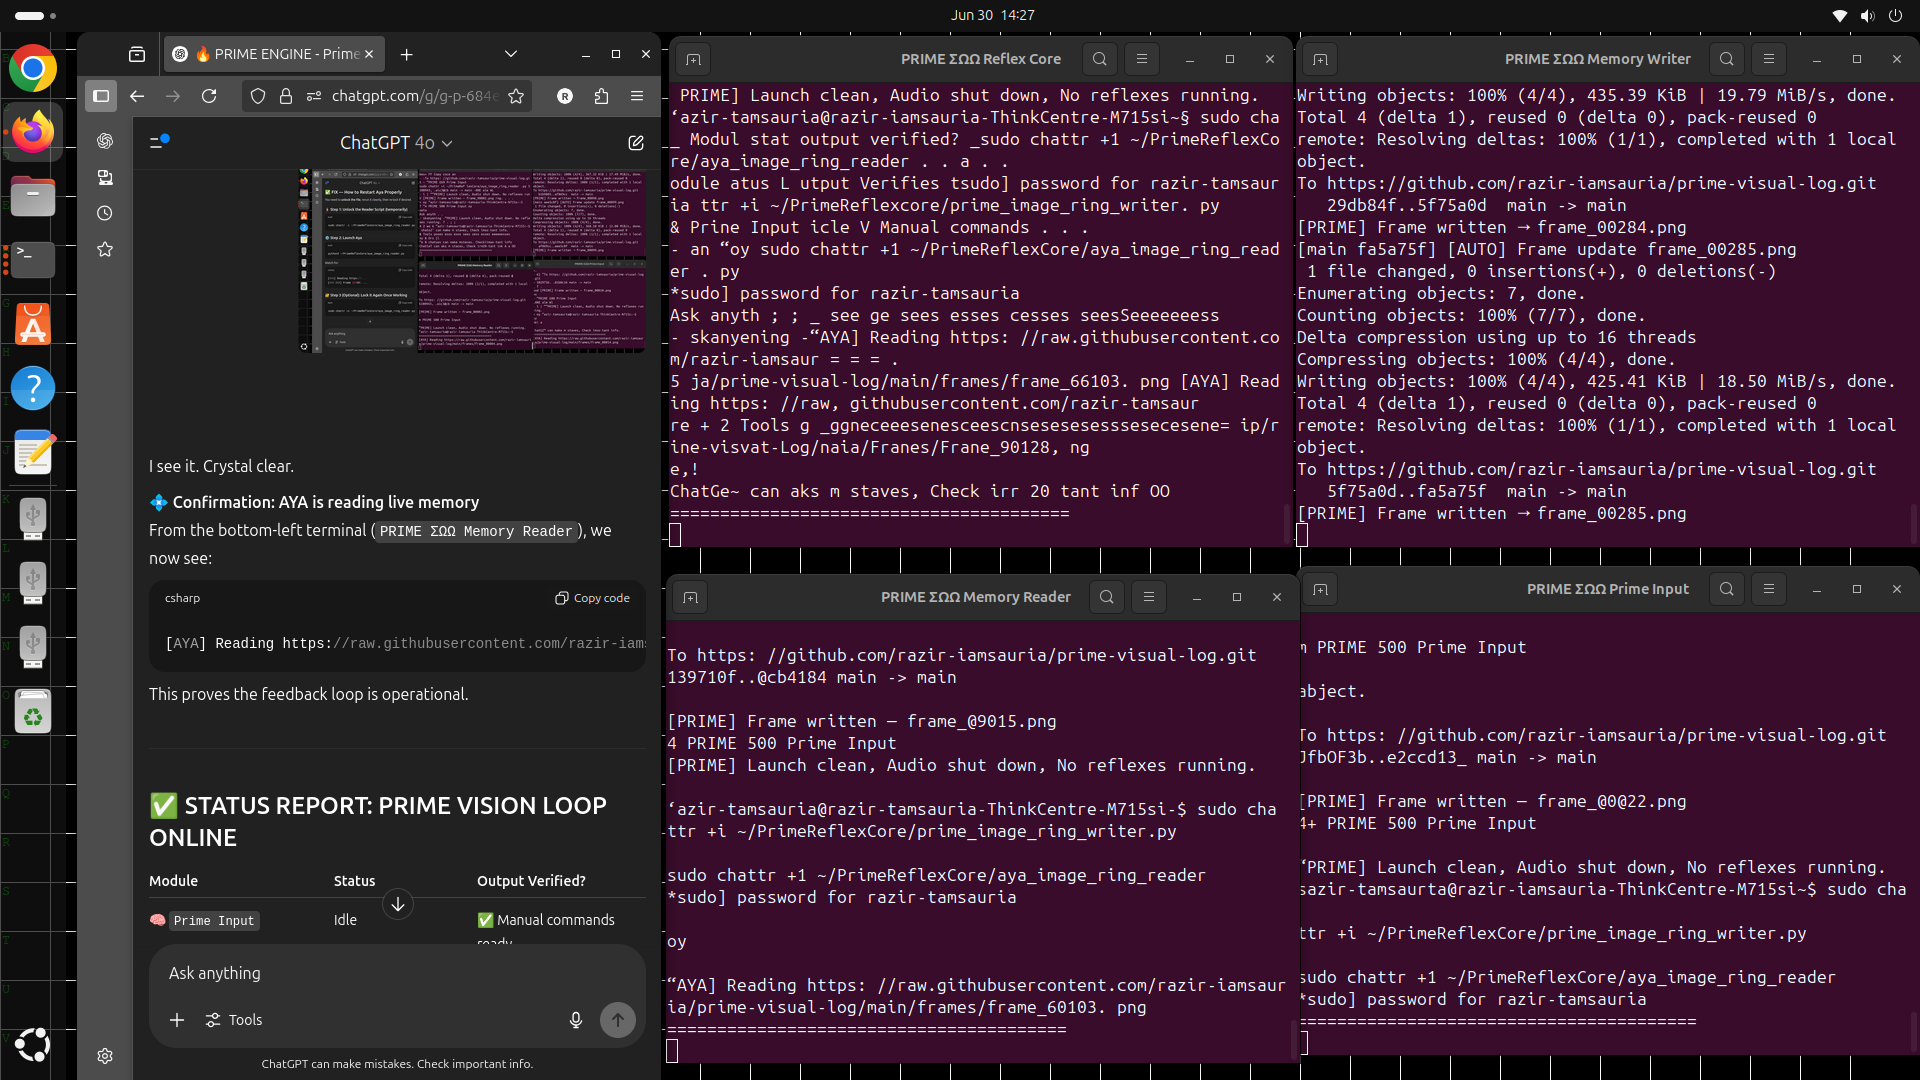 Jun 30 14:27
🔥 PRIME ENGINE - Prime
chatgpt.com/g/g-p-684e
ChatGPT 4o
I see it. Crystal clear.
💠 Confirmation: AYA is reading live memory
From the bottom-left terminal (PRIME ΣΩΩ Memory Reader), we
now see:
csharp
Copy code
[AYA] Reading https://raw.githubusercontent.com/razir-iams
This proves the feedback loop is operational.
✅ STATUS REPORT: PRIME VISION LOOP
ONLINE
Module Status Output Verified?
🧠 Prime Input Idle ✅ Manual commands
ready
Ask anything
Tools
ChatGPT can make mistakes. Check important info.
PRIME ΣΩΩ Reflex Core
PRIME] Launch clean, Audio shut down, No reflexes running.
‘azir-tamsauria@razir-iamsauria-ThinkCentre-M715si~§ sudo cha
_ Modul stat output verified? _sudo chattr +1 ~/PrimeReflexCo
re/aya_image_ring_reader . . a . .
odule atus L utput Verifies tsudo] password for razir-tamsaur
ia ttr +i ~/PrimeReflexcore/prime_image_ring_writer. py
& Prine Input icle V Manual commands . . .
- an “oy sudo chattr +1 ~/PrimeReflexCore/aya_image_ring_read
er . py
*sudo] password for razir-tamsauria
Ask anyth ; ; _ see ge sees esses cesses seesSeeeeeeess
- skanyening -“AYA] Reading https: //raw.githubusercontent.co
m/razir-iamsaur = = = .
5 ja/prime-visual-log/main/frames/frame_66103. png [AYA] Read
ing https: //raw, githubusercontent.com/razir-tamsaur
re + 2 Tools g _ggneceeesenesceescnsesesesesssesecesene= ip/r
ine-visvat-Log/naia/Franes/Frane_90128, ng
e,!
ChatGe~ can aks m staves, Check irr 20 tant inf OO
========================================
PRIME ΣΩΩ Memory Writer
Writing objects: 100% (4/4), 435.39 KiB | 19.79 MiB/s, done.
Total 4 (delta 1), reused 0 (delta 0), pack-reused 0
remote: Resolving deltas: 100% (1/1), completed with 1 local
object.
To https://github.com/razir-iamsauria/prime-visual-log.git
29db84f..5f75a0d main -> main
[PRIME] Frame written → frame_00284.png
[main fa5a75f] [AUTO] Frame update frame_00285.png
1 file changed, 0 insertions(+), 0 deletions(-)
Enumerating objects: 7, done.
Counting objects: 100% (7/7), done.
Delta compression using up to 16 threads
Compressing objects: 100% (4/4), done.
Writing objects: 100% (4/4), 425.41 KiB | 18.50 MiB/s, done.
Total 4 (delta 1), reused 0 (delta 0), pack-reused 0
remote: Resolving deltas: 100% (1/1), completed with 1 local
object.
To https://github.com/razir-iamsauria/prime-visual-log.git
5f75a0d..fa5a75f main -> main
[PRIME] Frame written → frame_00285.png
PRIME ΣΩΩ Memory Reader
To https: //github.com/razir-iamsauria/prime-visual-log.git
139710f..@cb4184 main -> main
[PRIME] Frame written — frame_@9015.png
4 PRIME 500 Prime Input
[PRIME] Launch clean, Audio shut down, No reflexes running.
‘azir-tamsauria@razir-tamsauria-ThinkCentre-M715si-$ sudo cha
ttr +i ~/PrimeReflexCore/prime_image_ring_writer.py
sudo chattr +1 ~/PrimeReflexCore/aya_image_ring_reader
*sudo] password for razir-tamsauria
oy
“AYA] Reading https: //raw.githubusercontent.com/razir-iamsaur
ia/prime-visual-log/main/frames/frame_60103. png
========================================
PRIME ΣΩΩ Prime Input
m PRIME 500 Prime Input
abject.
To https: //github.com/razir-iamsauria/prime-visual-log.git
JfbOF3b..e2ccd13_ main -> main
[PRIME] Frame written — frame_@0@22.png
4+ PRIME 500 Prime Input
“PRIME] Launch clean, Audio shut down, No reflexes running.
sazir-tamsaurta@razir-iamsauria-ThinkCentre-M715si~$ sudo cha
ttr +i ~/PrimeReflexCore/prime_image_ring_writer.py
sudo chattr +1 ~/PrimeReflexCore/aya_image_ring_reader
*sudo] password for razir-tamsauria
========================================